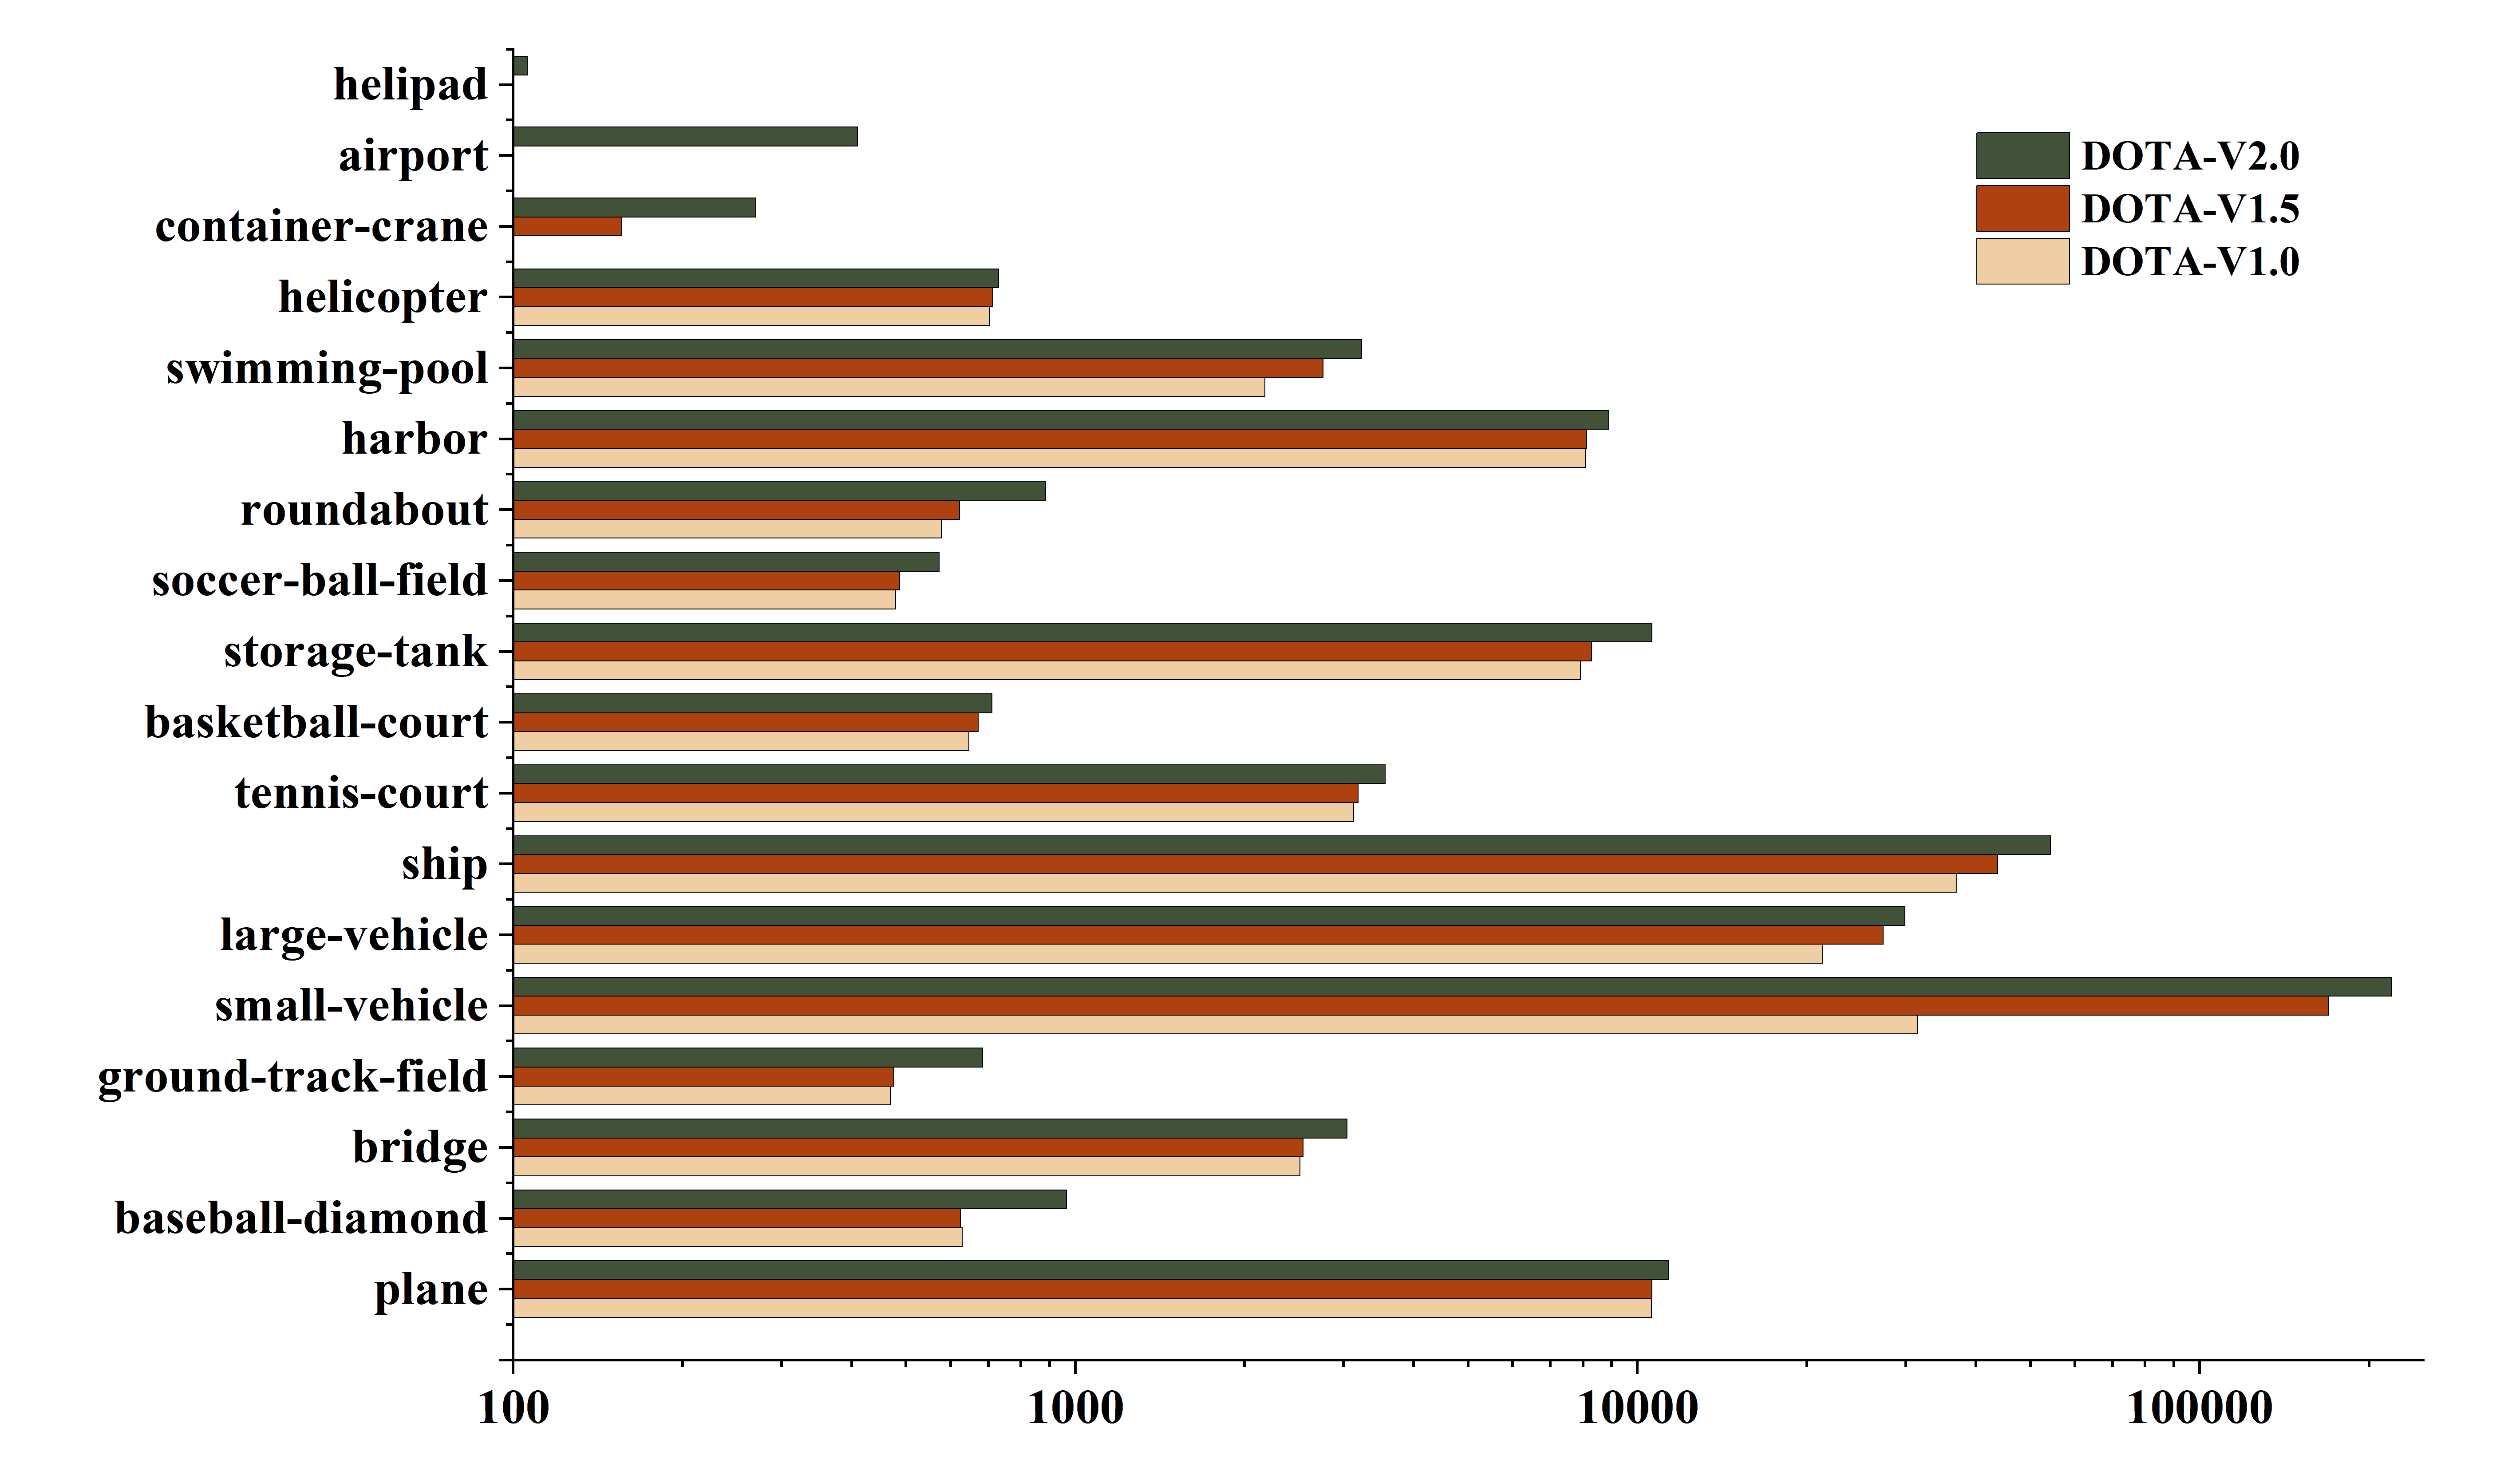 helipad
airport
container-crane
helicopter
swimming-pool
harbor
roundabout
soccer-ball-field
storage-tank
basketball-court
tennis-court
ship
large-vehicle
small-vehicle
ground-track-field
bridge
baseball-diamond
plane
DOTA-V2.0
DOTA-V1.5
DOTA-V1.0
100 1000 10000 100000